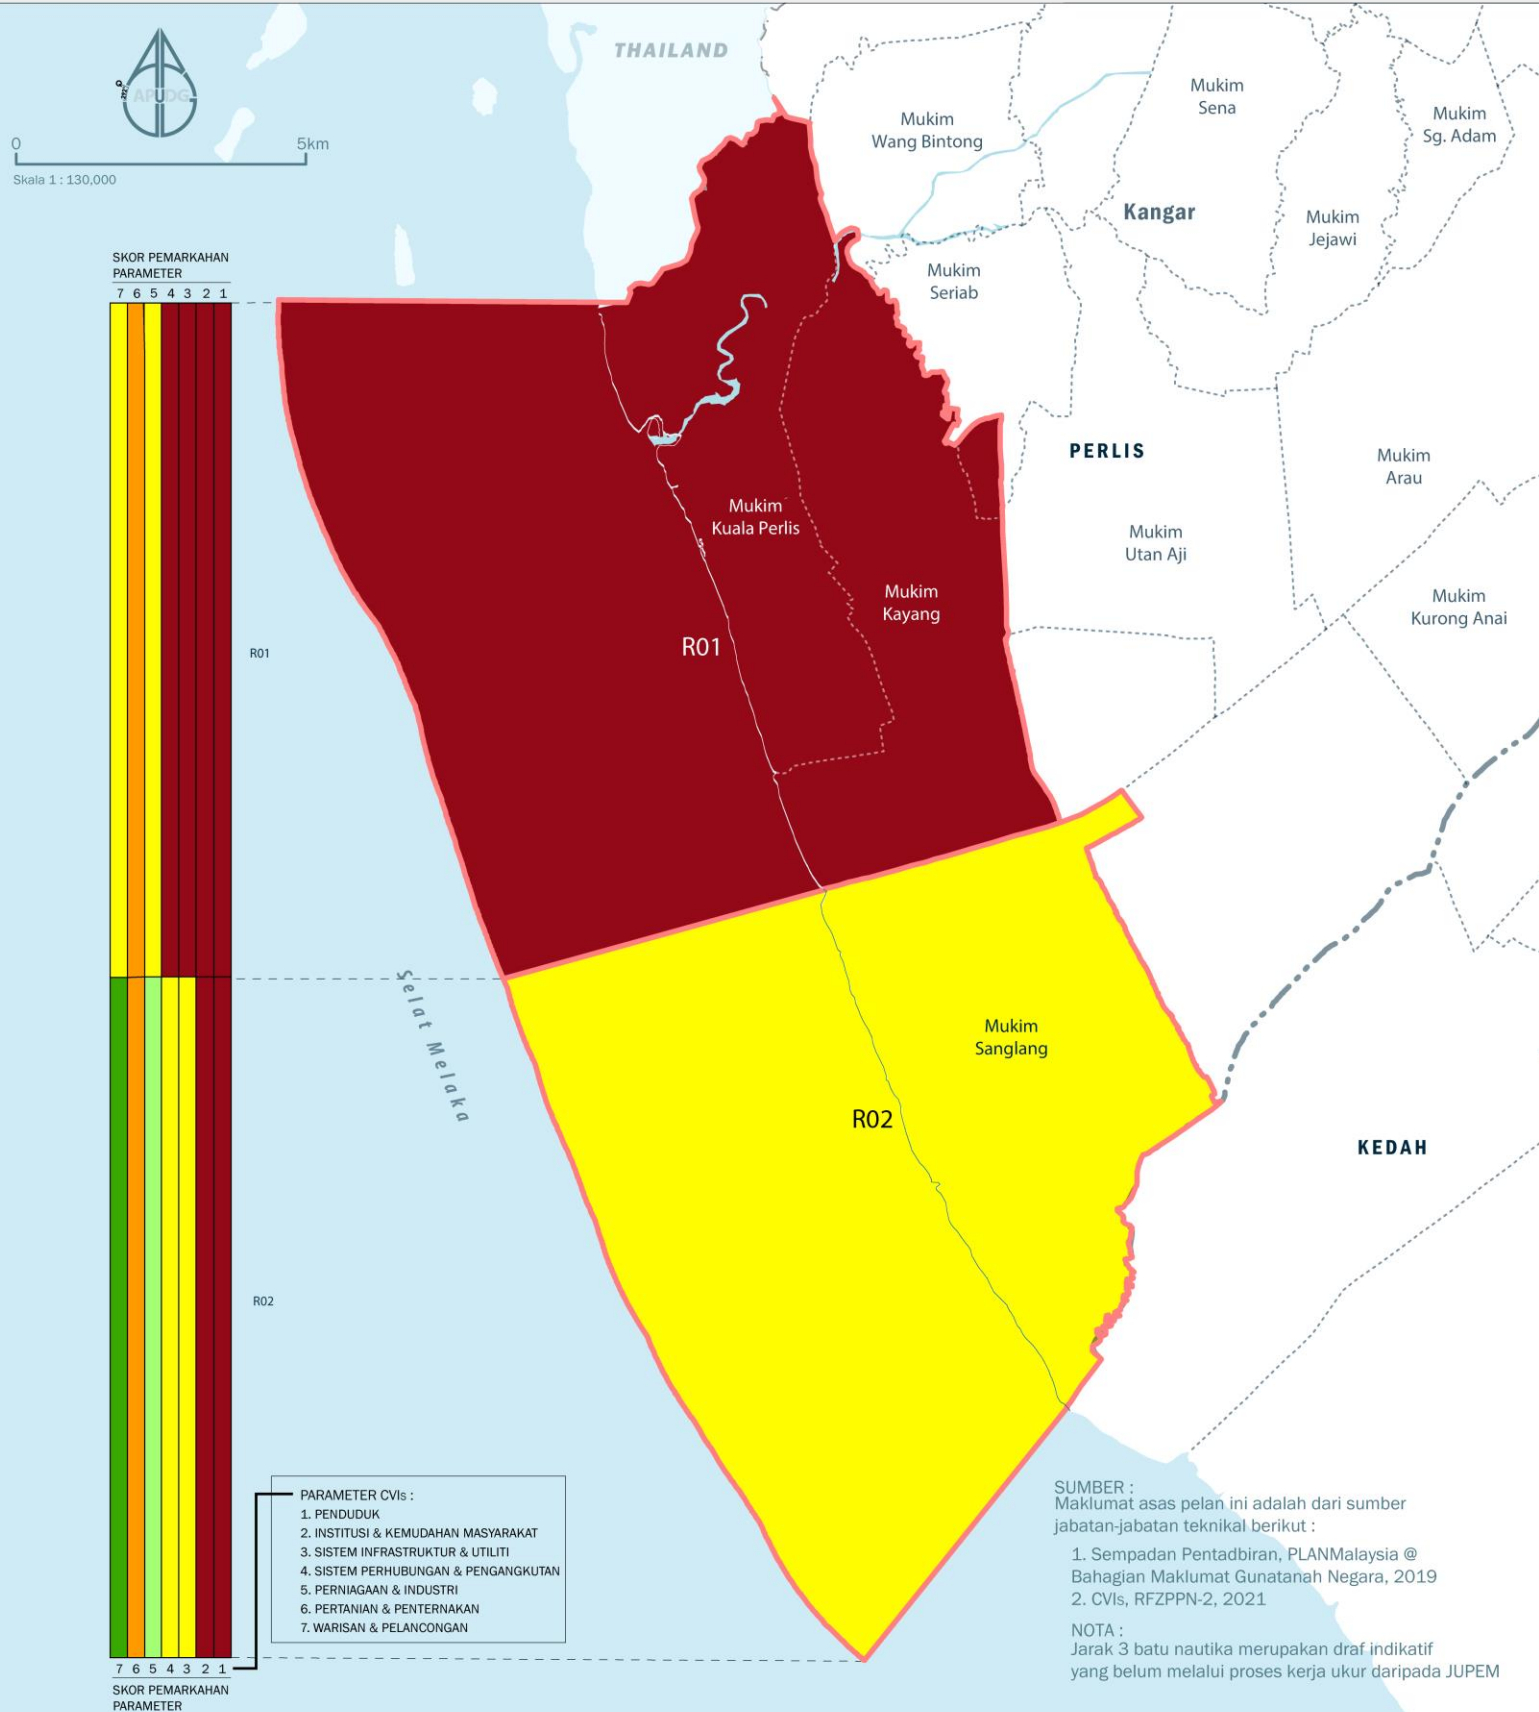 THAILAND
APUDG
0 5km
Skala 1 : 130,000
Mukim
Wang Bintong
Mukim
Sena
Mukim
Sg. Adam
Kangar
Mukim
Jejawi
Mukim
Seriab
SKOR PEMARKAHAN
PARAMETER
7 6 5 4 3 2 1
PERLIS
Mukim
Arau
Mukim
Kuala Perlis
Mukim
Utan Aji
Mukim
Kayang
Mukim
Kurong Anai
R01
R01
Selat Melaka
Mukim
Sanglang
R02
KEDAH
R02
PARAMETER CVIs :
1. PENDUDUK
2. INSTITUSI & KEMUDAHAN MASYARAKAT
3. SISTEM INFRASTRUKTUR & UTILITI
4. SISTEM PERHUBUNGAN & PENGANGKUTAN
5. PERNIAGAAN & INDUSTRI
6. PERTANIAN & PENTERNAKAN
7. WARISAN & PELANCONGAN
7 6 5 4 3 2 1
SKOR PEMARKAHAN
PARAMETER
SUMBER :
Maklumat asas pelan ini adalah dari sumber
jabatan-jabatan teknikal berikut :
1. Sempadan Pentadbiran, PLANMalaysia @
Bahagian Maklumat Gunatanah Negara, 2019
2. CVIs, RFZPPN-2, 2021
NOTA :
Jarak 3 batu nautika merupakan draf indikatif
yang belum melalui proses kerja ukur daripada JUPEM